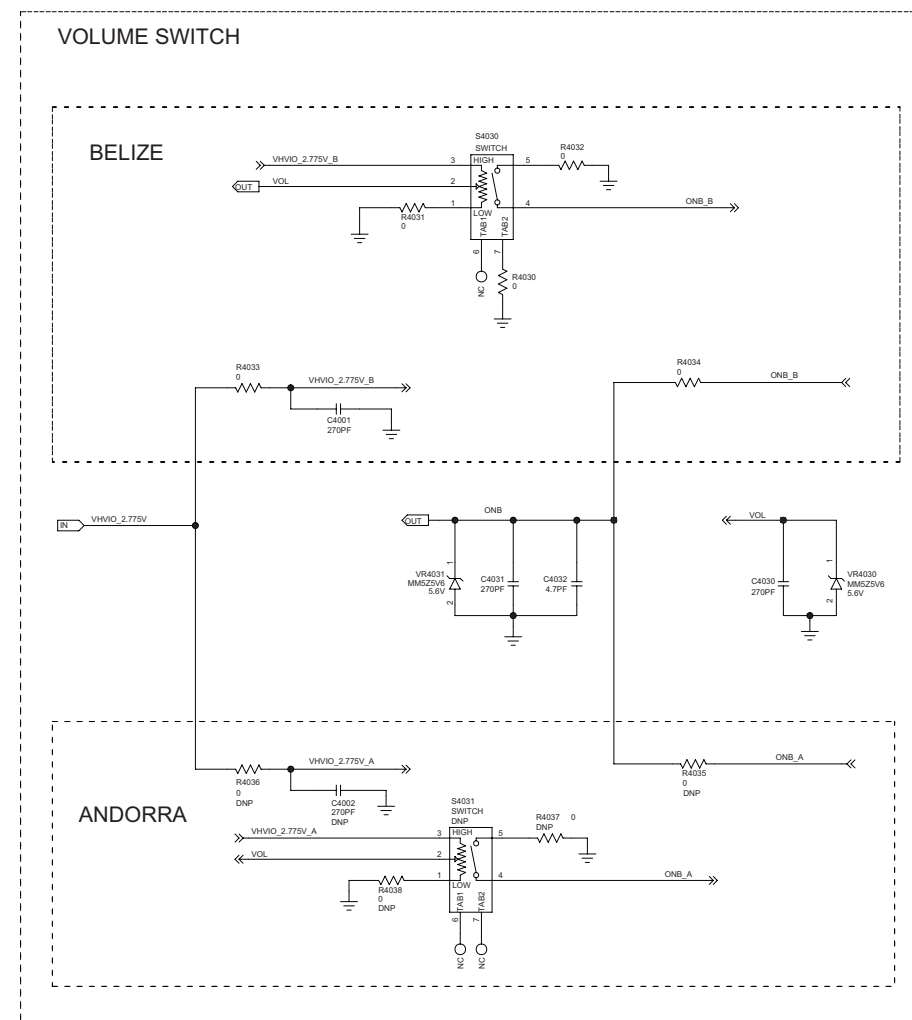 VOLUME SWITCH
BELIZE
S4030
SWITCH
R4032
0
VHVIO_2.775V_B
3
HIGH
5
OUT
VOL
2
1
LOW
4
ONB_B
R4031
0
TAB1
TAB2
6
7
NC
R4030
0
R4033
0
VHVIO_2.775V_B
C4001
270PF
R4034
0
ONB_B
IN
VHVIO_2.775V
OUT
ONB
VOL
1
VR4031
MM5Z5V6
5.6V
2
C4031
270PF
C4032
4.7PF
C4030
270PF
1
VR4030
MM5Z5V6
5.6V
2
VHVIO_2.775V_A
R4036
0
DNP
C4002
270PF
DNP
ONB_A
R4035
0
DNP
ANDORRA
S4031
SWITCH
DNP
R4037 0
DNP
VHVIO_2.775V_A
3
HIGH
5
VOL
2
1
LOW
4
ONB_A
R4038
0
DNP
TAB1
TAB2
6
7
NC
NC